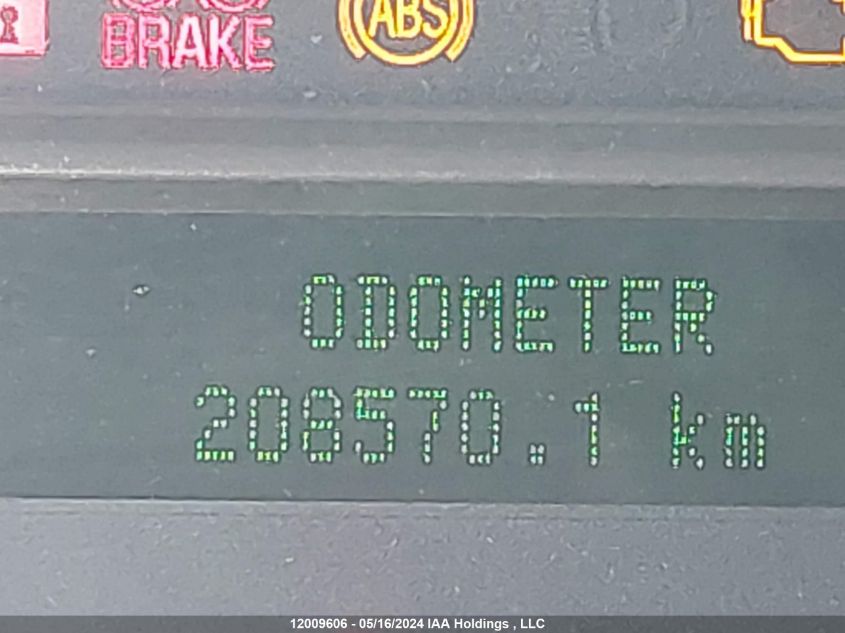 BRAKE
ABS
ODOMETER
208570.1 km
12009606 - 05/16/2024 IAA Holdings , LLC